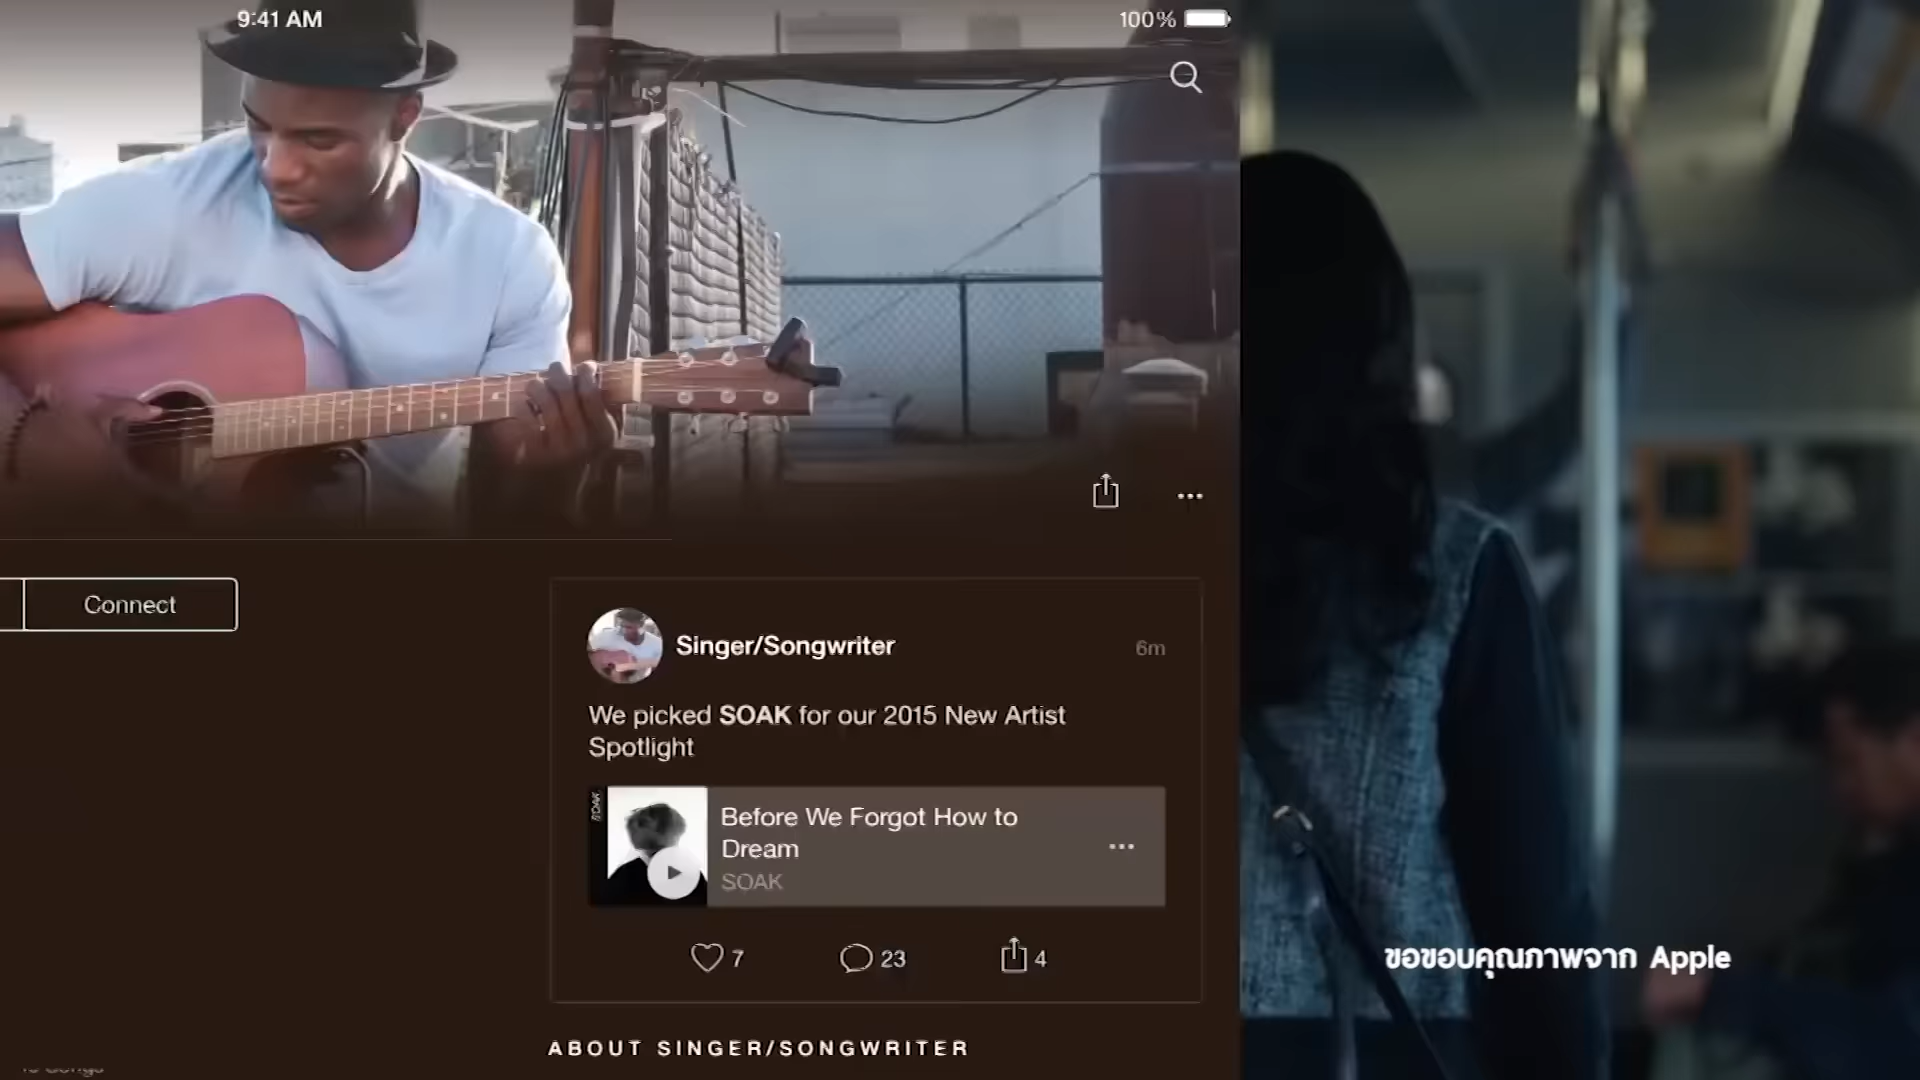 9:41 AM
100%
Connect
Singer/Songwriter
6m
We picked SOAK for our 2015 New Artist
Spotlight
SOAK
Before We Forgot How to
Dream
SOAK
7
23
4
ขอขอบคุณภาพจาก Apple
ABOUT SINGER/SONGWRITER